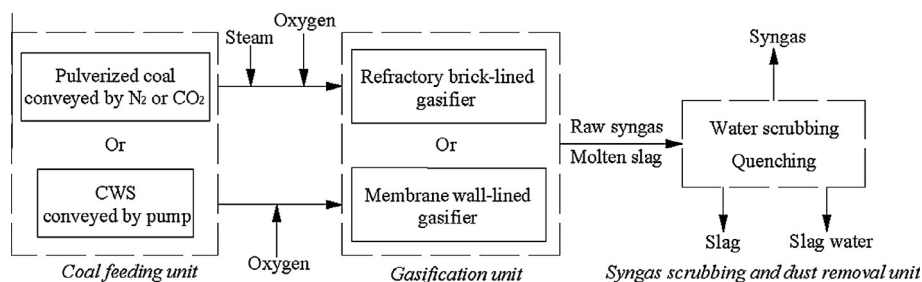 Pulverized coal
conveyed by N₂ or CO₂
Or
CWS
conveyed by pump
Coal feeding unit
Steam
Oxygen
Oxygen
Refractory brick-lined
gasifier
Or
Membrane wall-lined
gasifier
Gasification unit
Raw syngas
Molten slag
Syngas
Water scrubbing
Quenching
Slag
Slag water
Syngas scrubbing and dust removal unit